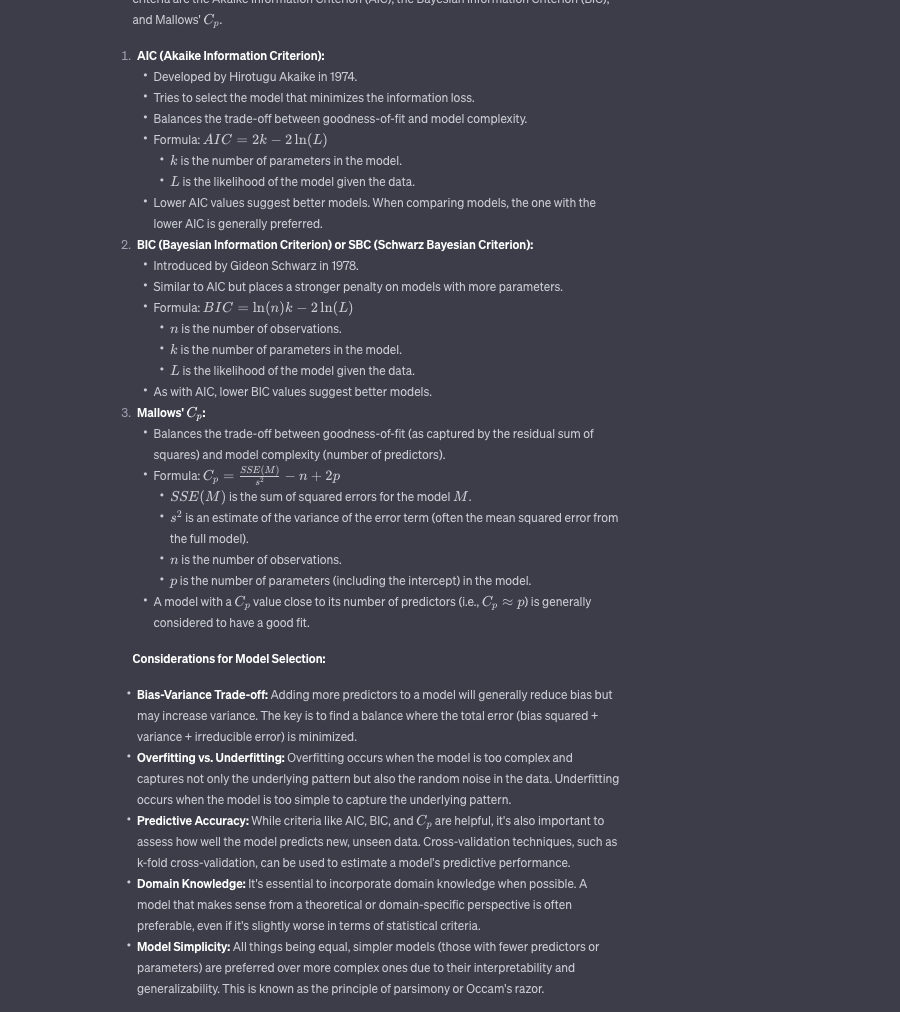 criteria are the Akaike Information Criterion (AIC), the Bayesian Information Criterion (BIC),
and Mallows' Cₚ.
1. AIC (Akaike Information Criterion):
• Developed by Hirotugu Akaike in 1974.
• Tries to select the model that minimizes the information loss.
• Balances the trade-off between goodness-of-fit and model complexity.
• Formula: AIC = 2k − 2 ln(L)
• k is the number of parameters in the model.
• L is the likelihood of the model given the data.
• Lower AIC values suggest better models. When comparing models, the one with the
lower AIC is generally preferred.
2. BIC (Bayesian Information Criterion) or SBC (Schwarz Bayesian Criterion):
• Introduced by Gideon Schwarz in 1978.
• Similar to AIC but places a stronger penalty on models with more parameters.
• Formula: BIC = ln(n)k − 2 ln(L)
• n is the number of observations.
• k is the number of parameters in the model.
• L is the likelihood of the model given the data.
• As with AIC, lower BIC values suggest better models.
3. Mallows' Cₚ:
• Balances the trade-off between goodness-of-fit (as captured by the residual sum of
squares) and model complexity (number of predictors).
• Formula: Cₚ = SSE(M)/s² − n + 2p
• SSE(M) is the sum of squared errors for the model M.
• s² is an estimate of the variance of the error term (often the mean squared error from
the full model).
• n is the number of observations.
• p is the number of parameters (including the intercept) in the model.
• A model with a Cₚ value close to its number of predictors (i.e., Cₚ ≈ p) is generally
considered to have a good fit.
Considerations for Model Selection:
• Bias-Variance Trade-off: Adding more predictors to a model will generally reduce bias but
may increase variance. The key is to find a balance where the total error (bias squared +
variance + irreducible error) is minimized.
• Overfitting vs. Underfitting: Overfitting occurs when the model is too complex and
captures not only the underlying pattern but also the random noise in the data. Underfitting
occurs when the model is too simple to capture the underlying pattern.
• Predictive Accuracy: While criteria like AIC, BIC, and Cₚ are helpful, it's also important to
assess how well the model predicts new, unseen data. Cross-validation techniques, such as
k-fold cross-validation, can be used to estimate a model's predictive performance.
• Domain Knowledge: It's essential to incorporate domain knowledge when possible. A
model that makes sense from a theoretical or domain-specific perspective is often
preferable, even if it's slightly worse in terms of statistical criteria.
• Model Simplicity: All things being equal, simpler models (those with fewer predictors or
parameters) are preferred over more complex ones due to their interpretability and
generalizability. This is known as the principle of parsimony or Occam's razor.